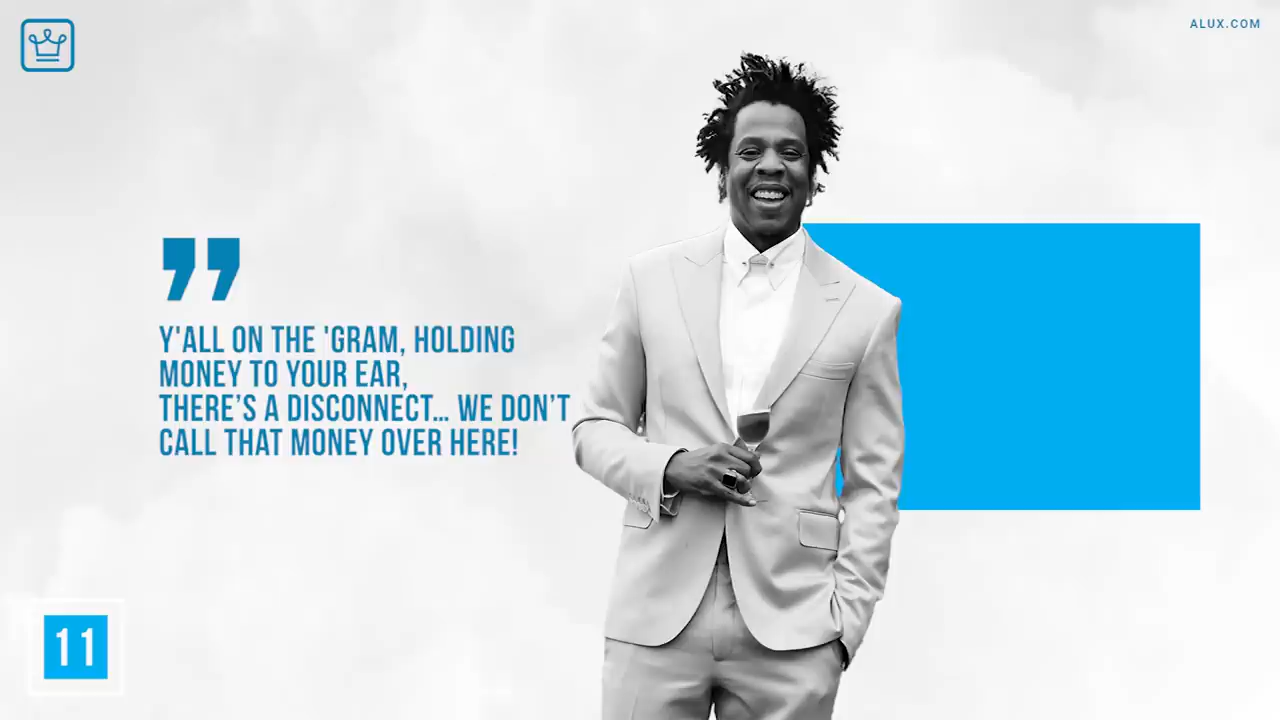 ALUX.COM
Y'ALL ON THE 'GRAM, HOLDING
MONEY TO YOUR EAR,
THERE’S A DISCONNECT... WE DON’T
CALL THAT MONEY OVER HERE!
11